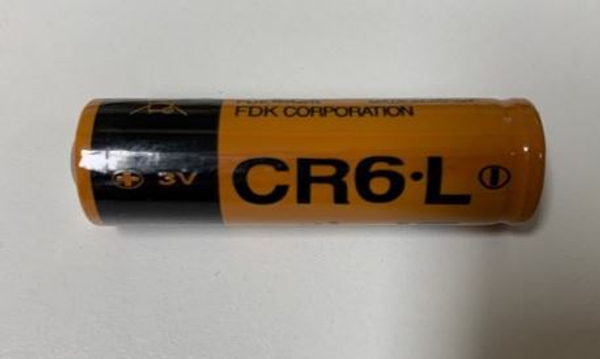 FDK CORPORATION
+ 3V CR6·L −